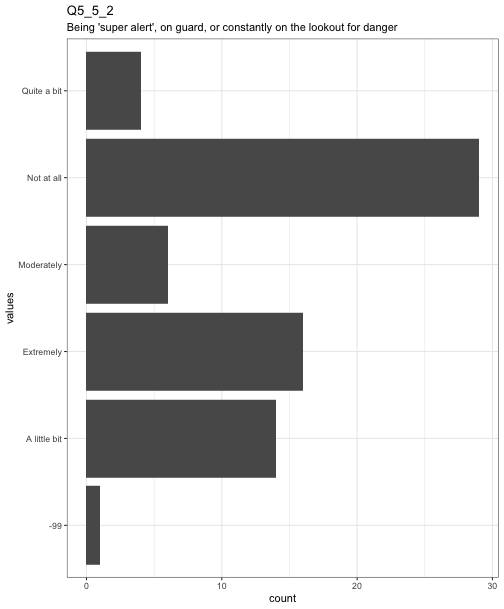 Q5_5_2
Being 'super alert', on guard, or constantly on the lookout for danger
Quite a bit
Not at all
Moderately
Extremely
A little bit
-99
values
0 10 20 30
count